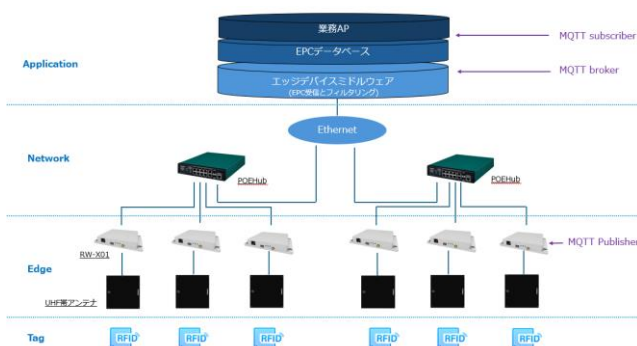 業務AP
MQTT subscriber
EPCデータベース
Application
MQTT broker
エッジデバイスミドルウェア
(EPC受信とフィルタリング)
Ethernet
Network
POEHub
POEHub
RW-X01
MQTT Publisher
Edge
UHF帯アンテナ
Tag
RFID
RFID
RFID
RFID
RFID
RFID